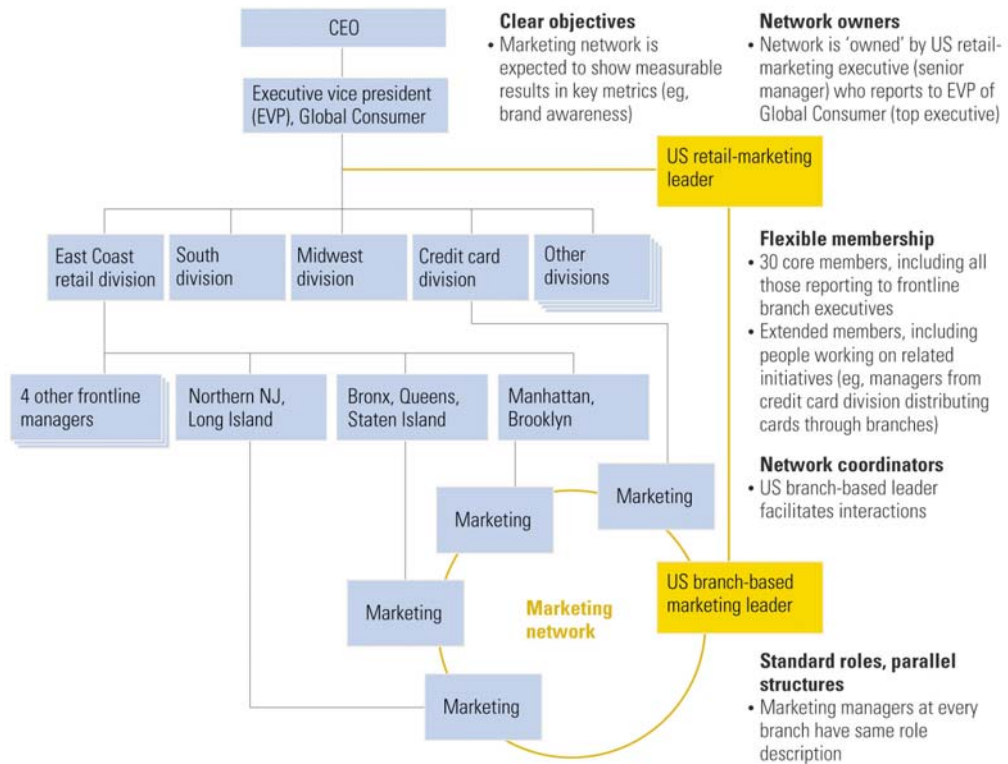 CEO
Executive vice president
(EVP), Global Consumer
Clear objectives
• Marketing network is
expected to show measurable
results in key metrics (eg,
brand awareness)
Network owners
• Network is ‘owned’ by US retail-
marketing executive (senior
manager) who reports to EVP of
Global Consumer (top executive)
US retail-marketing
leader
East Coast
retail division
South
division
Midwest
division
Credit card
division
Other
divisions
Flexible membership
• 30 core members, including all
those reporting to frontline
branch executives
• Extended members, including
people working on related
initiatives (eg, managers from
credit card division distributing
cards through branches)
4 other frontline
managers
Northern NJ,
Long Island
Bronx, Queens,
Staten Island
Manhattan,
Brooklyn
Network coordinators
• US branch-based leader
facilitates interactions
Marketing
Marketing
US branch-based
marketing leader
Marketing
Marketing
network
Marketing
Standard roles, parallel
structures
• Marketing managers at every
branch have same role
description